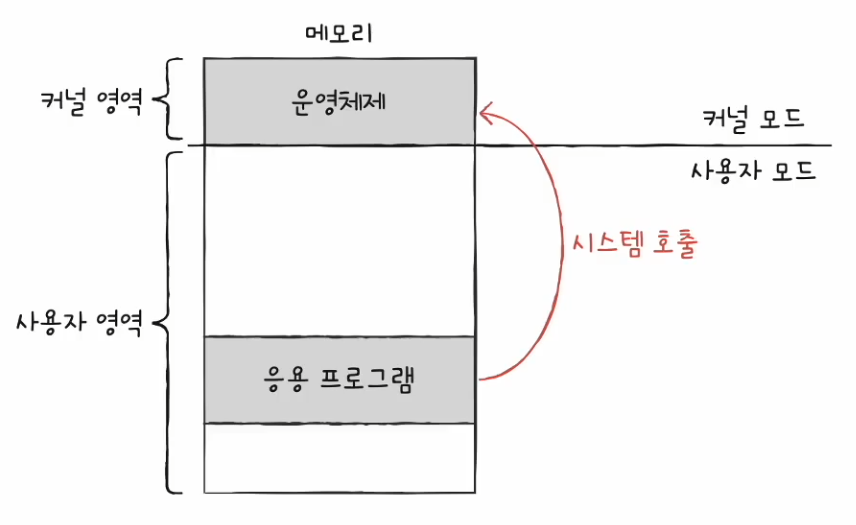 메모리
커널 영역
운영체제
커널 모드
사용자 모드
시스템 호출
사용자 영역
응용 프로그램